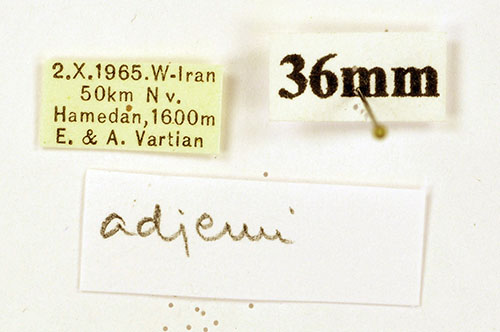 2.X.1965.W-Iran
50km N v.
Hamedan,1600m
E. & A. Vartian
36mm
adjemi